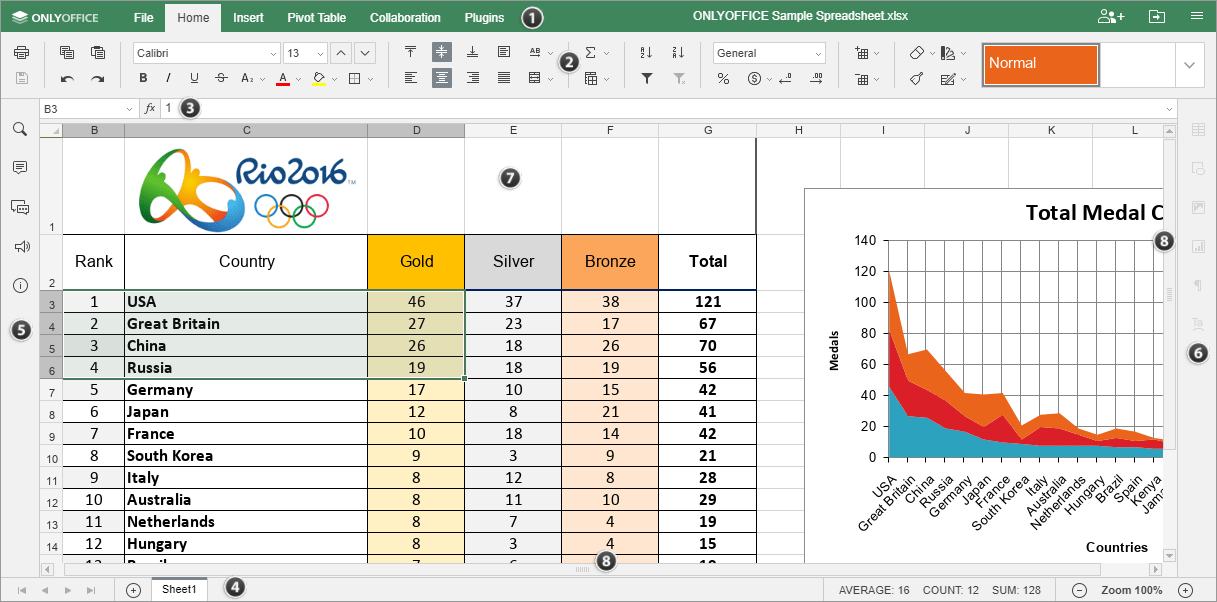 ONLYOFFICE File Home Insert Pivot Table Collaboration Plugins 1 ONLYOFFICE Sample Spreadsheet.xlsx
Calibri 13 AB General Normal
2
B I U S A₂ A %
B3 fx 1 3
B C D E F G H I J K L
Rio2016™
7
1
Total Medal C
8
Rank Country Gold Silver Bronze Total
2
3 1 USA 46 37 38 121
4 2 Great Britain 27 23 17 67
5 3 China 26 18 26 70
6 4 Russia 19 18 19 56
7 5 Germany 17 10 15 42
8 6 Japan 12 8 21 41
9 7 France 10 18 14 42
10 8 South Korea 9 3 9 21
11 9 Italy 8 12 8 28
12 10 Australia 8 11 10 29
13 11 Netherlands 8 7 4 19
14 12 Hungary 8 3 4 15
8
140
120
100
80
60
40
20
0
Medals
USA
Great Britain
China
Russia
Germany
Japan
France
South Korea
Italy
Australia
Netherlands
Hungary
Brazil
Spain
Kenya
Jama
Countries
5
6
Sheet1 4 AVERAGE: 16 COUNT: 12 SUM: 128 Zoom 100%